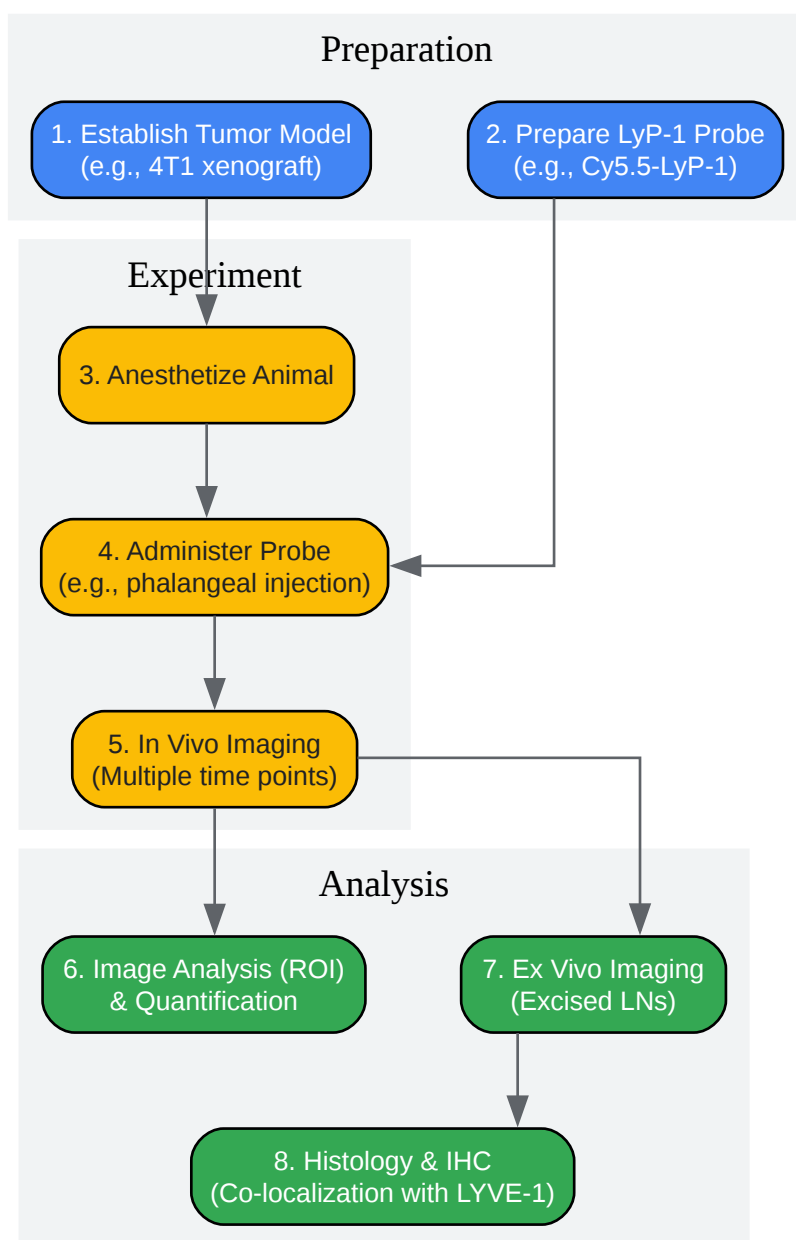 Preparation
1. Establish Tumor Model
(e.g., 4T1 xenograft)
2. Prepare LyP-1 Probe
(e.g., Cy5.5-LyP-1)
Experiment
3. Anesthetize Animal
4. Administer Probe
(e.g., phalangeal injection)
5. In Vivo Imaging
(Multiple time points)
Analysis
6. Image Analysis (ROI)
& Quantification
7. Ex Vivo Imaging
(Excised LNs)
8. Histology & IHC
(Co-localization with LYVE-1)